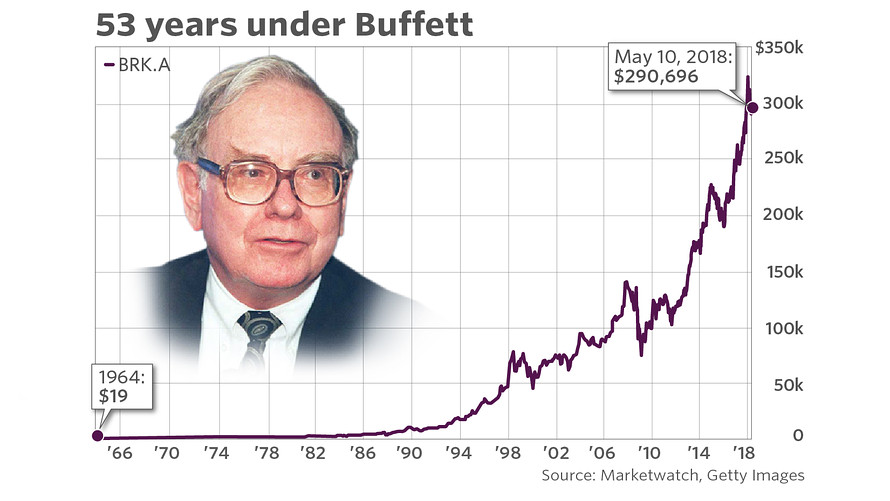 53 years under Buffett
BRK.A
May 10, 2018:
$290,696
$350k
300k
250k
200k
150k
100k
50k
0
1964:
$19
’66 ’70 ’74 ’78 ’82 ’86 ’90 ’94 ’98 ’02 ’06 ’10 ’14 ’18
Source: Marketwatch, Getty Images